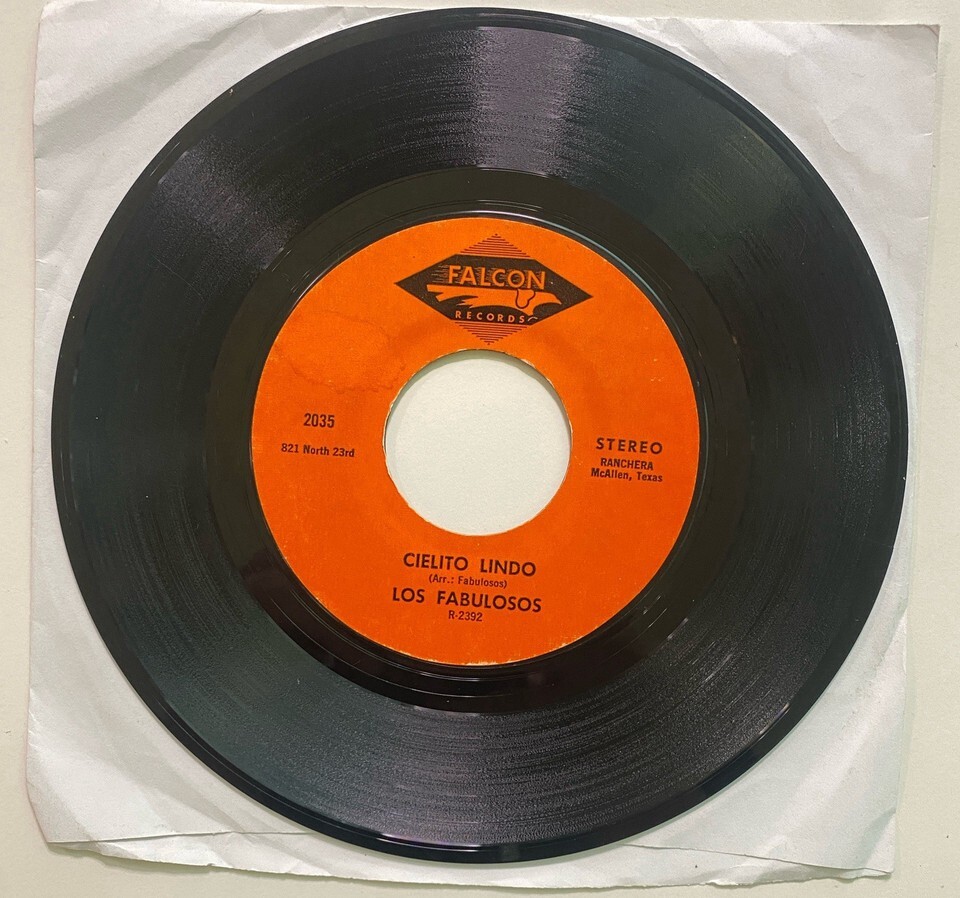 FALCON
RECORDS
2035
821 North 23rd
STEREO
RANCHERA
McAllen, Texas
CIELITO LINDO
(Arr.: Fabulosos)
LOS FABULOSOS
R-2392